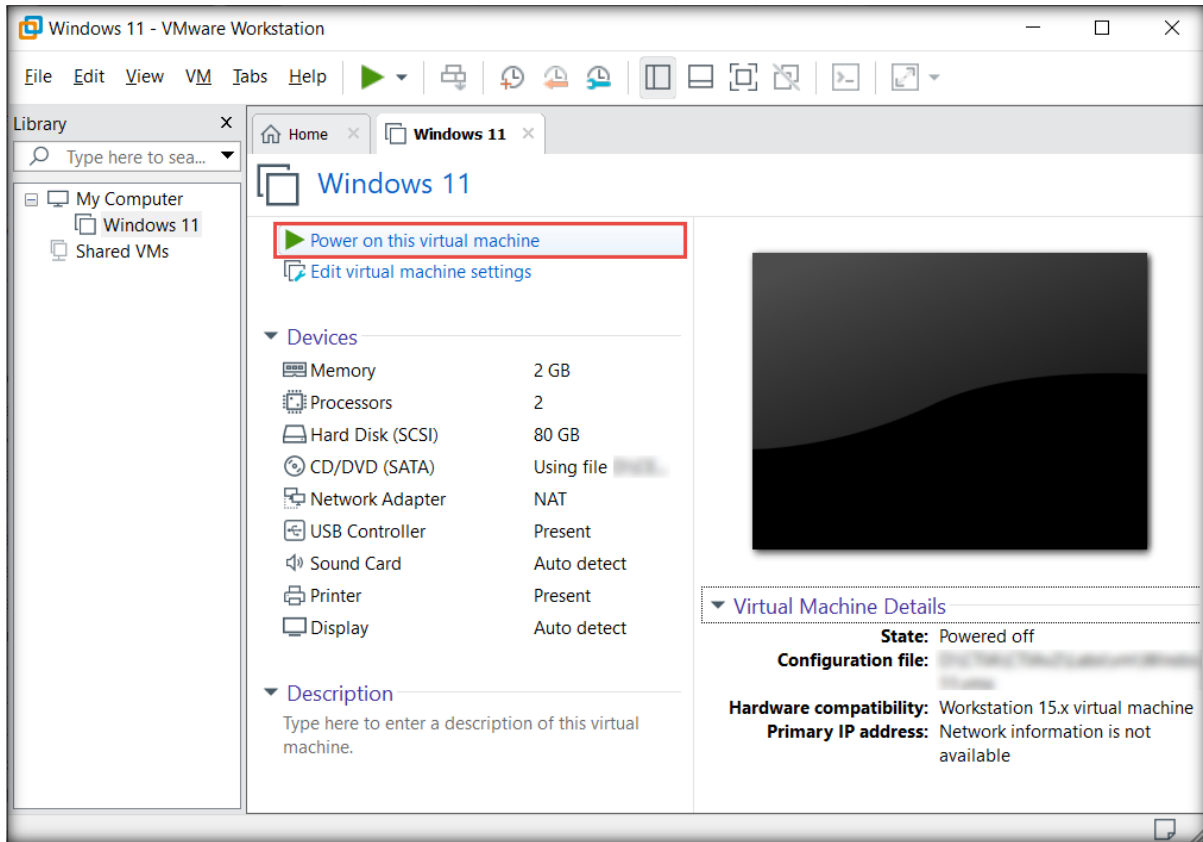 Windows 11 - VMware Workstation
File Edit View VM Tabs Help
Library X
Type here to sea...
My Computer
Windows 11
Shared VMs
Home
Windows 11
Windows 11
Power on this virtual machine
Edit virtual machine settings
Devices
Memory 2 GB
Processors 2
Hard Disk (SCSI) 80 GB
CD/DVD (SATA) Using file
Network Adapter NAT
USB Controller Present
Sound Card Auto detect
Printer Present
Display Auto detect
Description
Type here to enter a description of this virtual
machine.
Virtual Machine Details
State: Powered off
Configuration file:
Hardware compatibility: Workstation 15.x virtual machine
Primary IP address: Network information is not
available